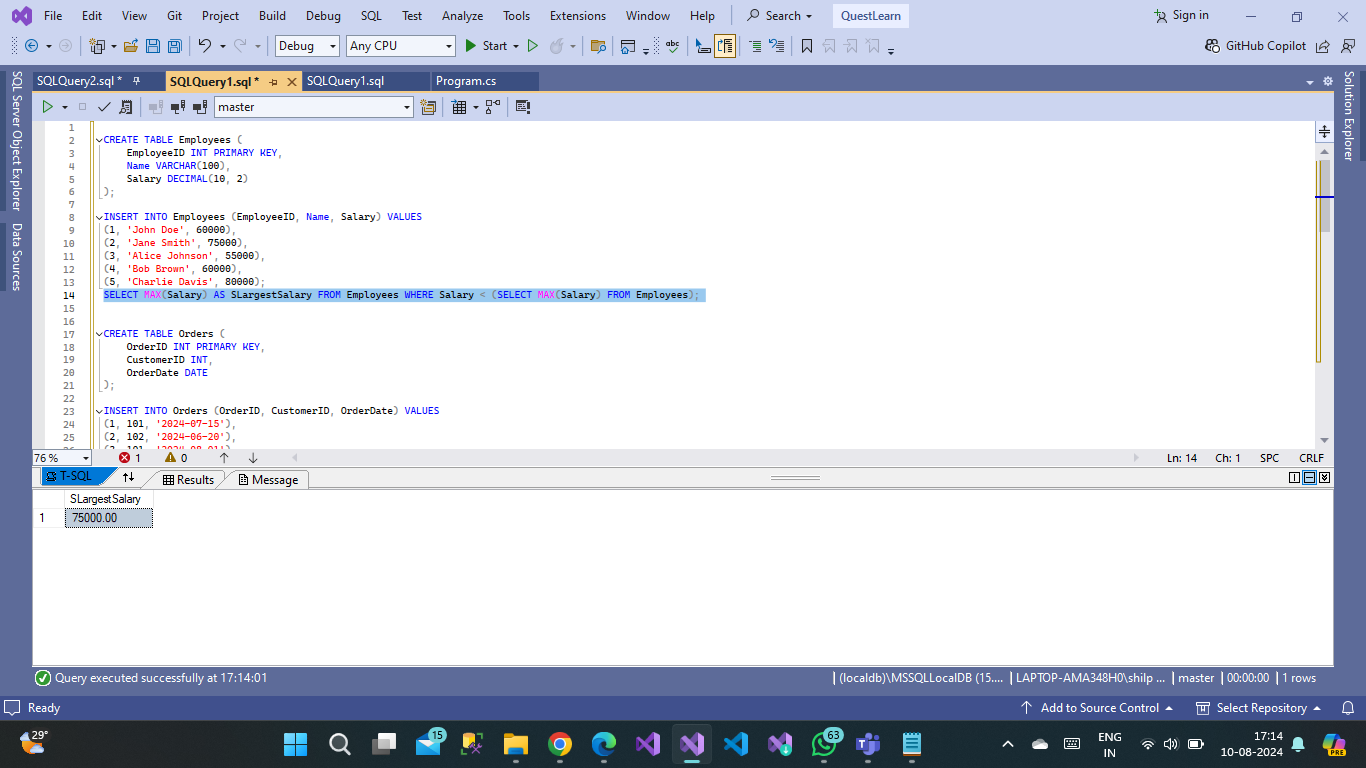 File Edit View Git Project Build Debug SQL Test Analyze Tools Extensions Window Help Search QuestLearn Sign in
Debug Any CPU Start GitHub Copilot
SQL Server Object Explorer
Data Sources
Solution Explorer
SQLQuery2.sql * SQLQuery1.sql * SQLQuery1.sql Program.cs
master
1
2 CREATE TABLE Employees (
3 EmployeeID INT PRIMARY KEY,
4 Name VARCHAR(100),
5 Salary DECIMAL(10, 2)
6 );
7
8 INSERT INTO Employees (EmployeeID, Name, Salary) VALUES
9 (1, 'John Doe', 60000),
10 (2, 'Jane Smith', 75000),
11 (3, 'Alice Johnson', 55000),
12 (4, 'Bob Brown', 60000),
13 (5, 'Charlie Davis', 80000);
14 SELECT MAX(Salary) AS SLargestSalary FROM Employees WHERE Salary < (SELECT MAX(Salary) FROM Employees);
15
16
17 CREATE TABLE Orders (
18 OrderID INT PRIMARY KEY,
19 CustomerID INT,
20 OrderDate DATE
21 );
22
23 INSERT INTO Orders (OrderID, CustomerID, OrderDate) VALUES
24 (1, 101, '2024-07-15'),
25 (2, 102, '2024-06-20'),
76 % 1 0 Ln: 14 Ch: 1 SPC CRLF
T-SQL Results Message
SLargestSalary
1 75000.00
Query executed successfully at 17:14:01 (localdb)\MSSQLLocalDB (15.... LAPTOP-AMA348H0\shilp ... master 00:00:00 1 rows
Ready Add to Source Control Select Repository
29° 15 63 ENG IN 17:14 10-08-2024 PRE